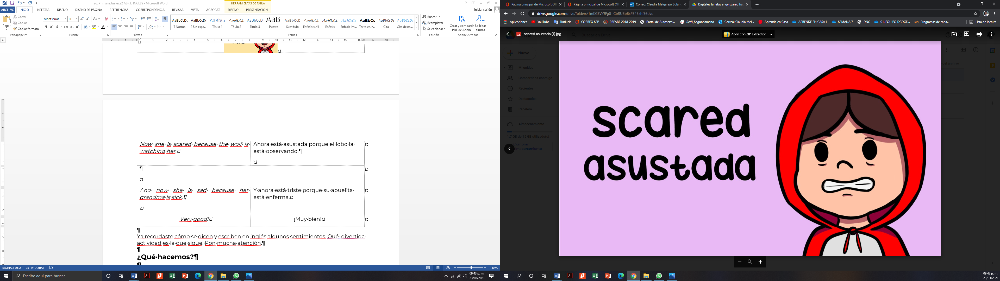 2o. Primaria.Jueves22 ABRIL_INGLES - Microsoft Word
HERRAMIENTAS DE TABLA
Iniciar sesión
ARCHIVO INICIO INSERTAR DISEÑO DISEÑO DE PÁGINA REFERENCIAS CORRESPONDENCIA REVISAR VISTA ACROBAT DISEÑO PRESENTACIÓN
Pegar
Cortar
Copiar
Copiar formato
Portapapeles
Montserrat 11
N K S abc x₂ x²
Fuente
Párrafo
AaBbCcDc AaBbCcDc AaBbC AaBbCc AaBbCcD AaB AaBbCcD AaBbCcDt AaBbCcDt AaBbCcDt AaBbCc AaBbCcDt AaBbCcDc
¶ Normal ¶ Sin espa... Título 1 Título 2 Título 3 Puesto Subtítulo Énfasis sutil Énfasis Énfasis int... Texto en n... Cita Cita desta...
Estilos
Buscar
Reemplazar
Seleccionar
Edición
Crear y compartir PDF de Adobe
Solicitar firmas
Adobe Acrobat
Now she is scared because the wolf is
watching her.¤
Ahora está asustada porque el lobo la
está observando.¶
And now she is sad because her
grandma is sick.¶
Y ahora está triste porque su abuelita
está enferma.¤
Very good!¤
¡Muy bien!¤
Ya recordaste cómo se dicen y escriben en inglés algunos sentimientos. Qué divertida
actividad es la que sigue. Pon mucha atención.¶
¿Qué hacemos?¶
PÁGINA 2 DE 2 251 PALABRAS
140 %
Escribe aquí para buscar
09:43 p. m.
23/03/2021
Página principal de Microsoft Of
Página principal de Microsoft Of
Correo: Claudia Melgarejo Solan
Digitales tarjetas angy scared ha
drive.google.com/drive/folders/1mKGEVYJPg0_ICbRUBpBxPS4Bxhf56dvc
Aplicaciones YouTube Traducir CORREO SEP PREARE 2018-2019 Portal de Autoservi... SAVI_Segundamano Correo: Claudia Mel... Aprende en Casa APRENDE EN CASA II SEMANA 7 DNC 01. EQUIPO DGDGE... Programas de capa... Lista de lectura
scared asustada (1).jpg
Abrir con ZIP Extractor
Buscar en Drive
Nuevo
Mi unidad
Compartidos conmigo
Recientes
Destacados
Papelera
Almacenamiento
1.7 GB de 15 GB utilizado(s)
Comprar
almacenamiento
del archivo
scared
asustada
09:43 p. m.
23/03/2021